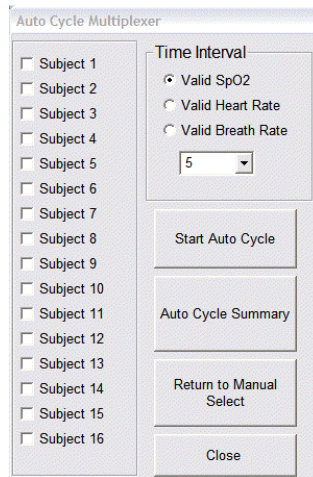 Auto Cycle Multiplexer
Subject 1
Subject 2
Subject 3
Subject 4
Subject 5
Subject 6
Subject 7
Subject 8
Subject 9
Subject 10
Subject 11
Subject 12
Subject 13
Subject 14
Subject 15
Subject 16
Time Interval
Valid SpO2
Valid Heart Rate
Valid Breath Rate
5
Start Auto Cycle
Auto Cycle Summary
Return to Manual
Select
Close